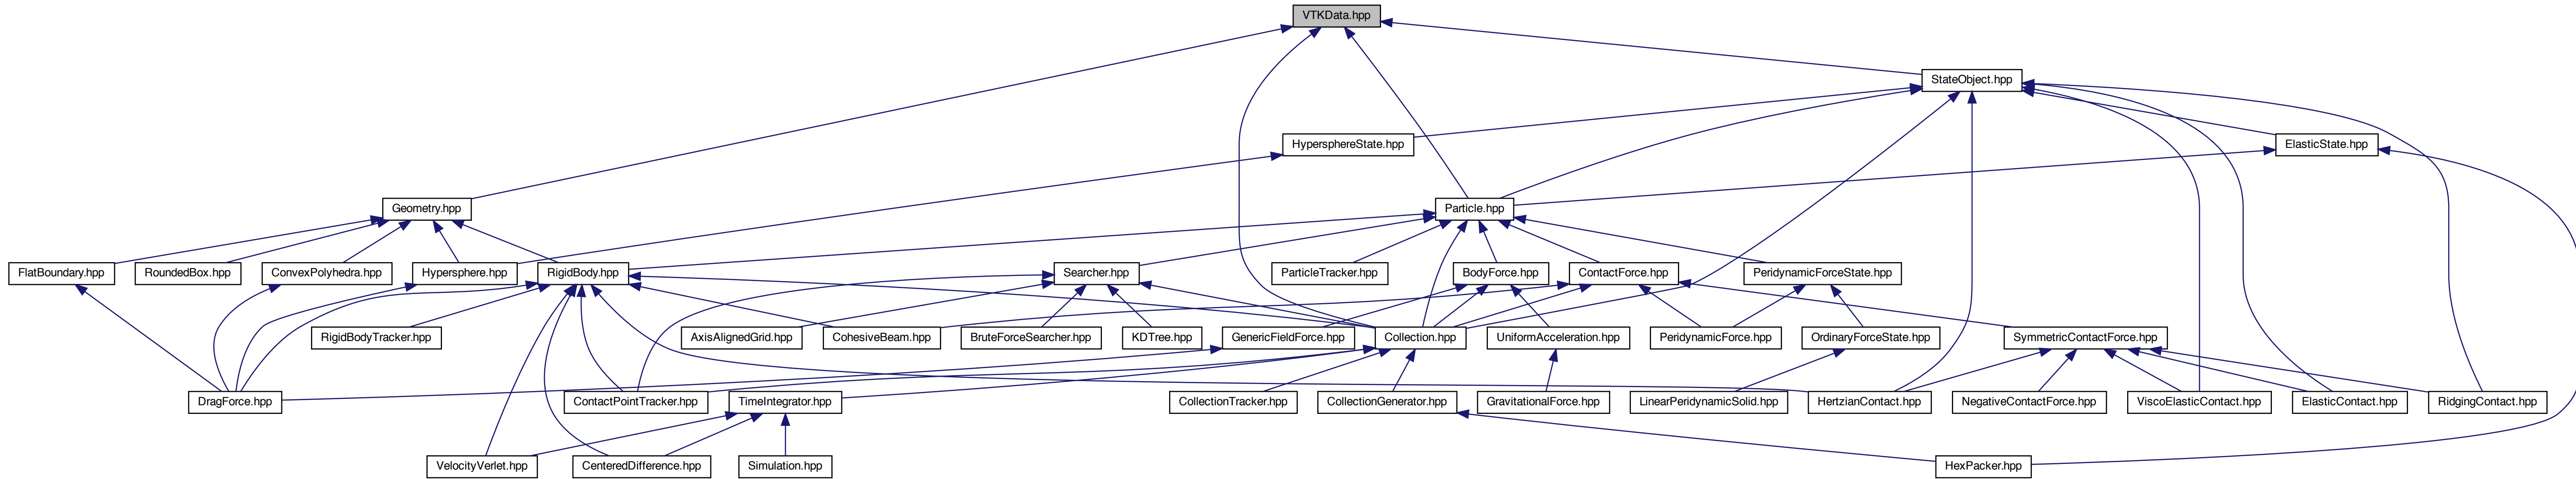 VTKData.hpp
StateObject.hpp
HypersphereState.hpp
ElasticState.hpp
Geometry.hpp
Particle.hpp
FlatBoundary.hpp
RoundedBox.hpp
ConvexPolyhedra.hpp
Hypersphere.hpp
RigidBody.hpp
Searcher.hpp
ParticleTracker.hpp
BodyForce.hpp
ContactForce.hpp
PeridynamicForceState.hpp
RigidBodyTracker.hpp
AxisAlignedGrid.hpp
CohesiveBeam.hpp
BruteForceSearcher.hpp
KDTree.hpp
GenericFieldForce.hpp
Collection.hpp
UniformAcceleration.hpp
PeridynamicForce.hpp
OrdinaryForceState.hpp
SymmetricContactForce.hpp
DragForce.hpp
ContactPointTracker.hpp
TimeIntegrator.hpp
CollectionTracker.hpp
CollectionGenerator.hpp
GravitationalForce.hpp
LinearPeridynamicSolid.hpp
HertzianContact.hpp
NegativeContactForce.hpp
ViscoElasticContact.hpp
ElasticContact.hpp
RidgingContact.hpp
VelocityVerlet.hpp
CenteredDifference.hpp
Simulation.hpp
HexPacker.hpp